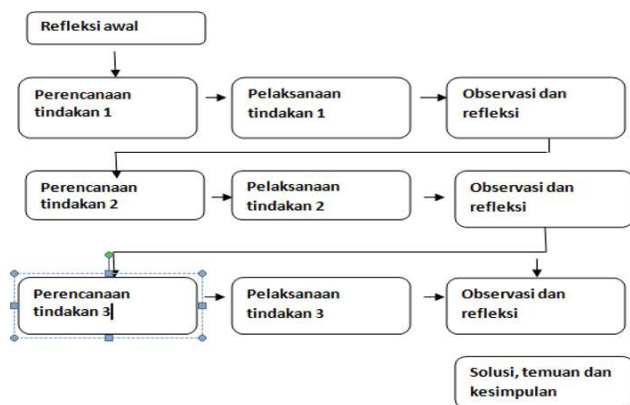 Refleksi awal
Perencanaan
tindakan 1
Pelaksanaan
tindakan 1
Observasi dan
refleksi
Perencanaan
tindakan 2
Pelaksanaan
tindakan 2
Observasi dan
refleksi
Perencanaan
tindakan 3
Pelaksanaan
tindakan 3
Observasi dan
refleksi
Solusi, temuan dan
kesimpulan